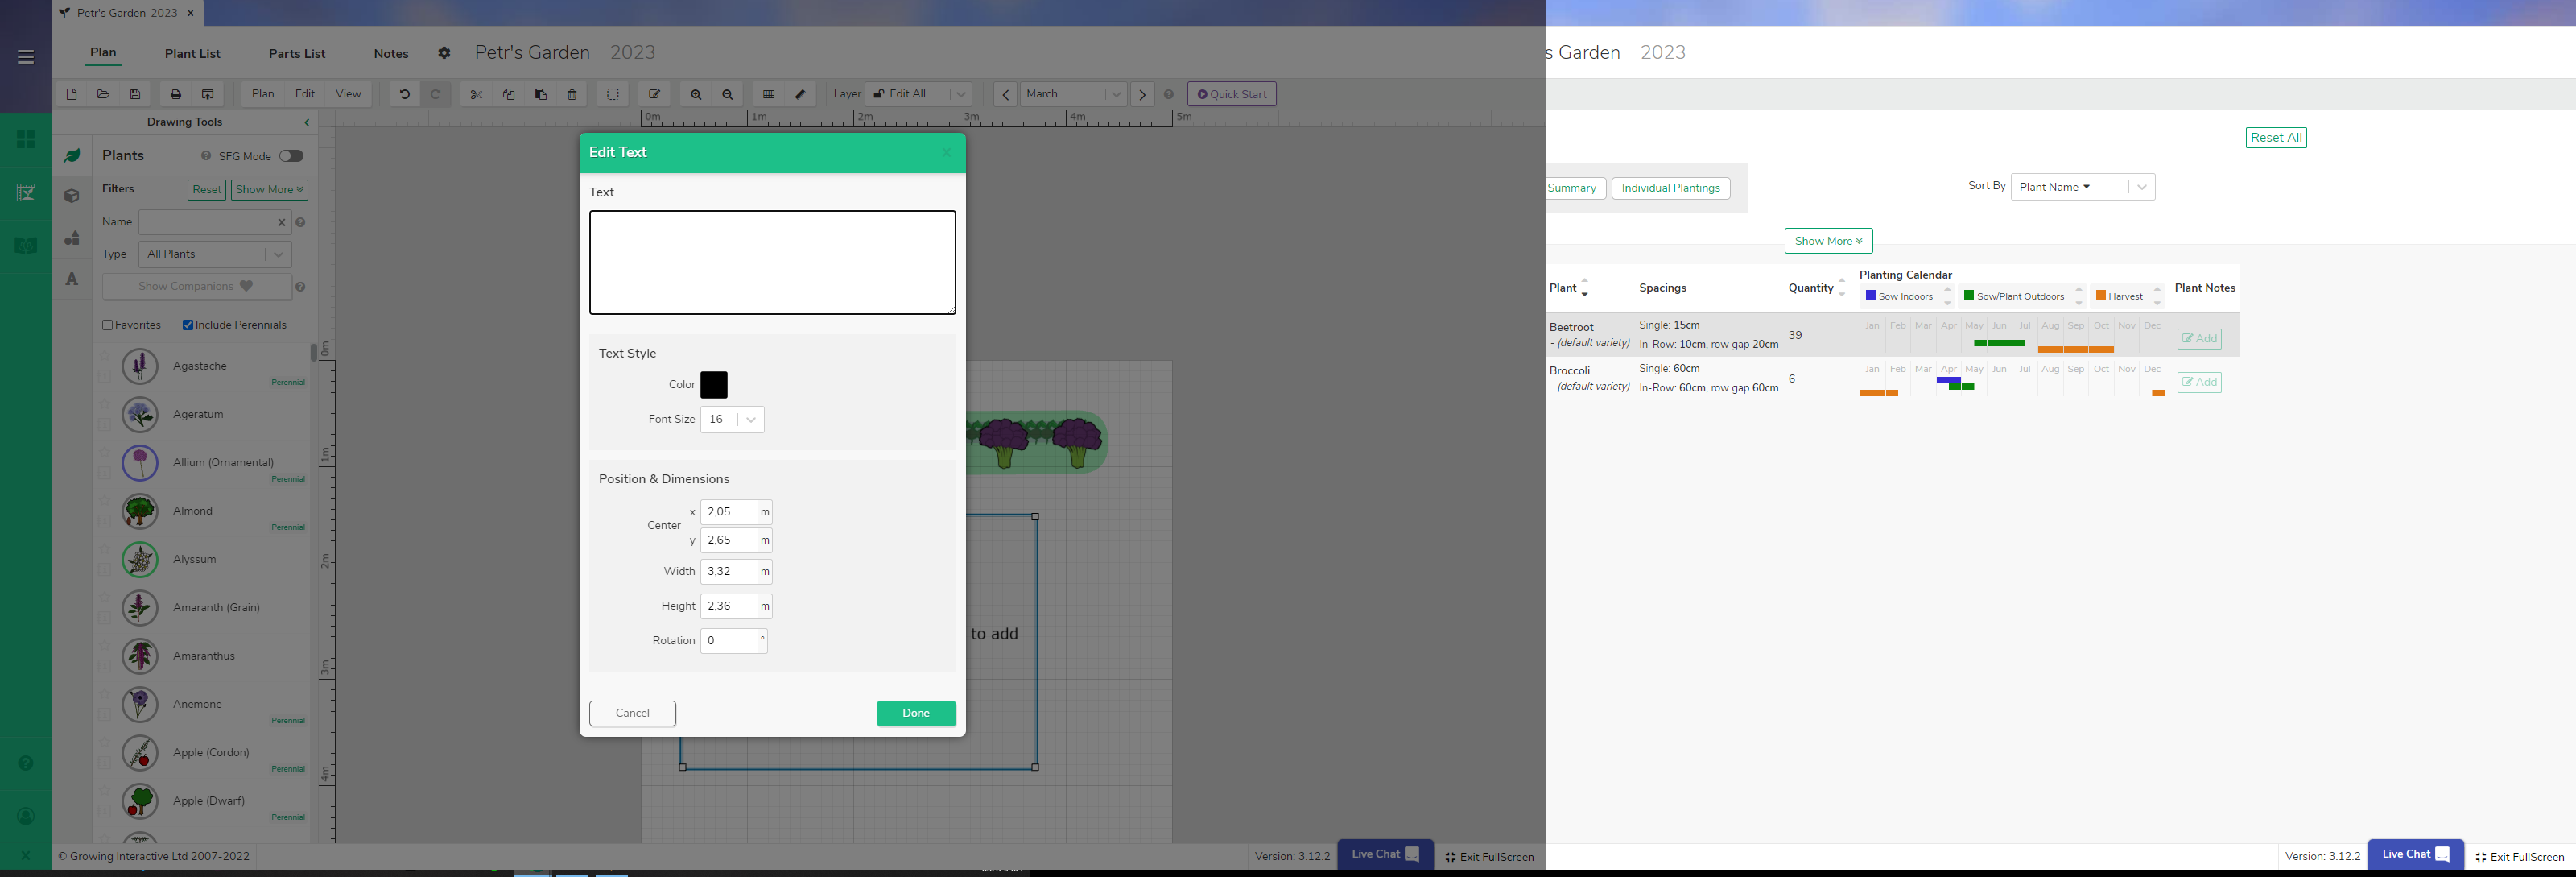 Petr's Garden 2023 x
Plan Plant List Parts List Notes Petr's Garden 2023
Plan Edit View Layer Edit All March Quick Start
Drawing Tools
0m 1m 2m 3m 4m 5m
Plants ? SFG Mode
Filters Reset Show More
Name x ?
Type All Plants
Show Companions ?
Favorites Include Perennials
Agastache
Perennial
Ageratum
Allium (Ornamental)
Perennial
Almond
Perennial
Alyssum
Amaranth (Grain)
Amaranthus
Anemone
Perennial
Apple (Cordon)
Perennial
Apple (Dwarf)
Perennial
0m
1m
2m
3m
4m
Edit Text
Text
Text Style
Color
Font Size 16
Position & Dimensions
Center
x 2,05 m
y 2,65 m
Width 3,32 m
Height 2,36 m
Rotation 0 °
Cancel Done
to add
© Growing Interactive Ltd 2007-2022
Version: 3.12.2 Live Chat Exit FullScreen
s Garden 2023
Reset All
Summary Individual Plantings
Sort By Plant Name
Show More
Plant Spacings Quantity Planting Calendar Plant Notes
Sow Indoors Sow/Plant Outdoors Harvest
Beetroot
- (default variety)
Single: 15cm
In-Row: 10cm, row gap 20cm
39
Jan Feb Mar Apr May Jun Jul Aug Sep Oct Nov Dec
Add
Broccoli
- (default variety)
Single: 60cm
In-Row: 60cm, row gap 60cm
6
Jan Feb Mar Apr May Jun Jul Aug Sep Oct Nov Dec
Add
Version: 3.12.2 Live Chat Exit FullScreen